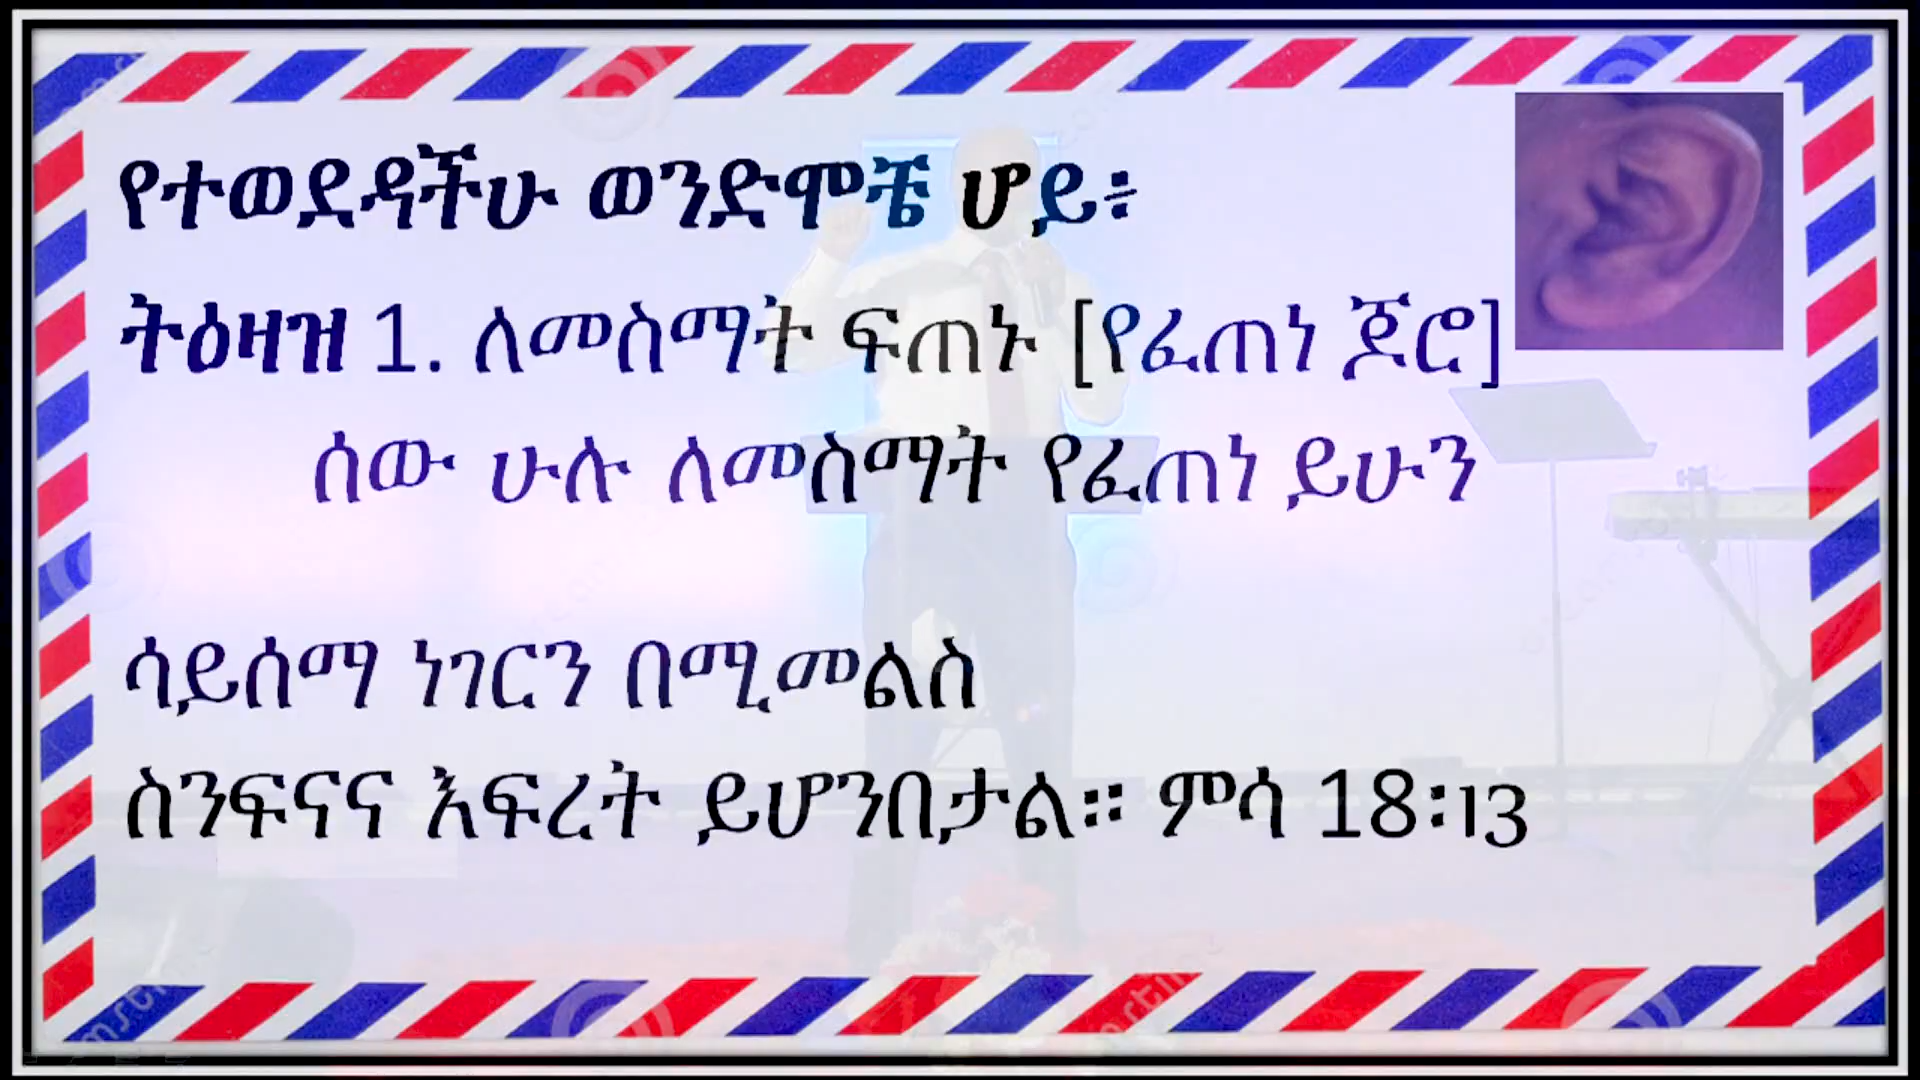 የተወደዳችሁ ወንድሞቼ ሆይ፥
ትዕዛዝ 1. ለመስማት ፍጠኑ [የፈጠነ ጆሮ]
ሰው ሁሉ ለመስማት የፈጠነ ይሁን
ሳይሰማ ነገርን በሚመልስ
ስንፍናና እፍረት ይሆንበታል። ምሳ 18፡13